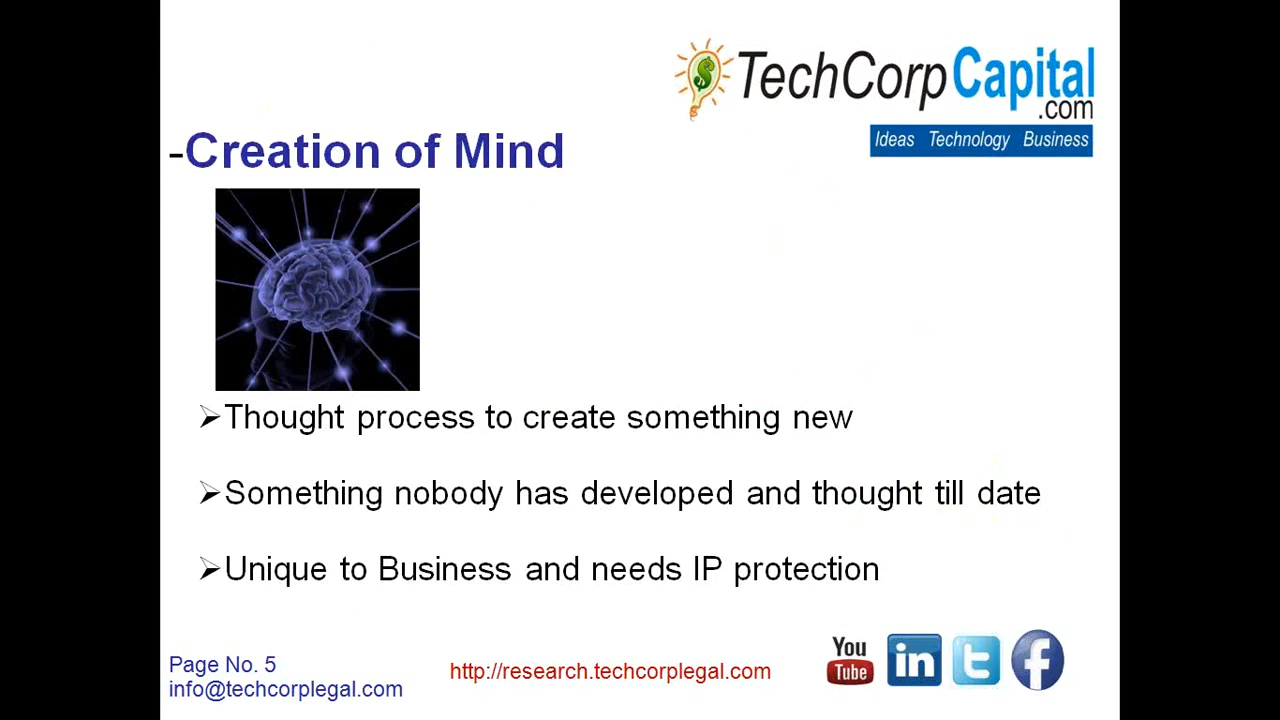 TechCorpCapital
.com
Ideas Technology Business
-Creation of Mind
➢Thought process to create something new
➢Something nobody has developed and thought till date
➢Unique to Business and needs IP protection
Page No. 5
info@techcorplegal.com
http://research.techcorplegal.com
You
Tube
in
t
f